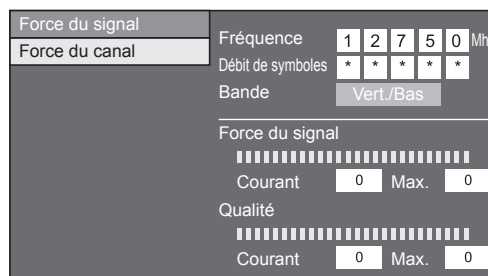 Force du signal
Force du canal
Fréquence 1 2 7 5 0 Mh
Débit de symboles * * * * *
Bande Vert./Bas
Force du signal
Courant 0 Max. 0
Qualité
Courant 0 Max. 0